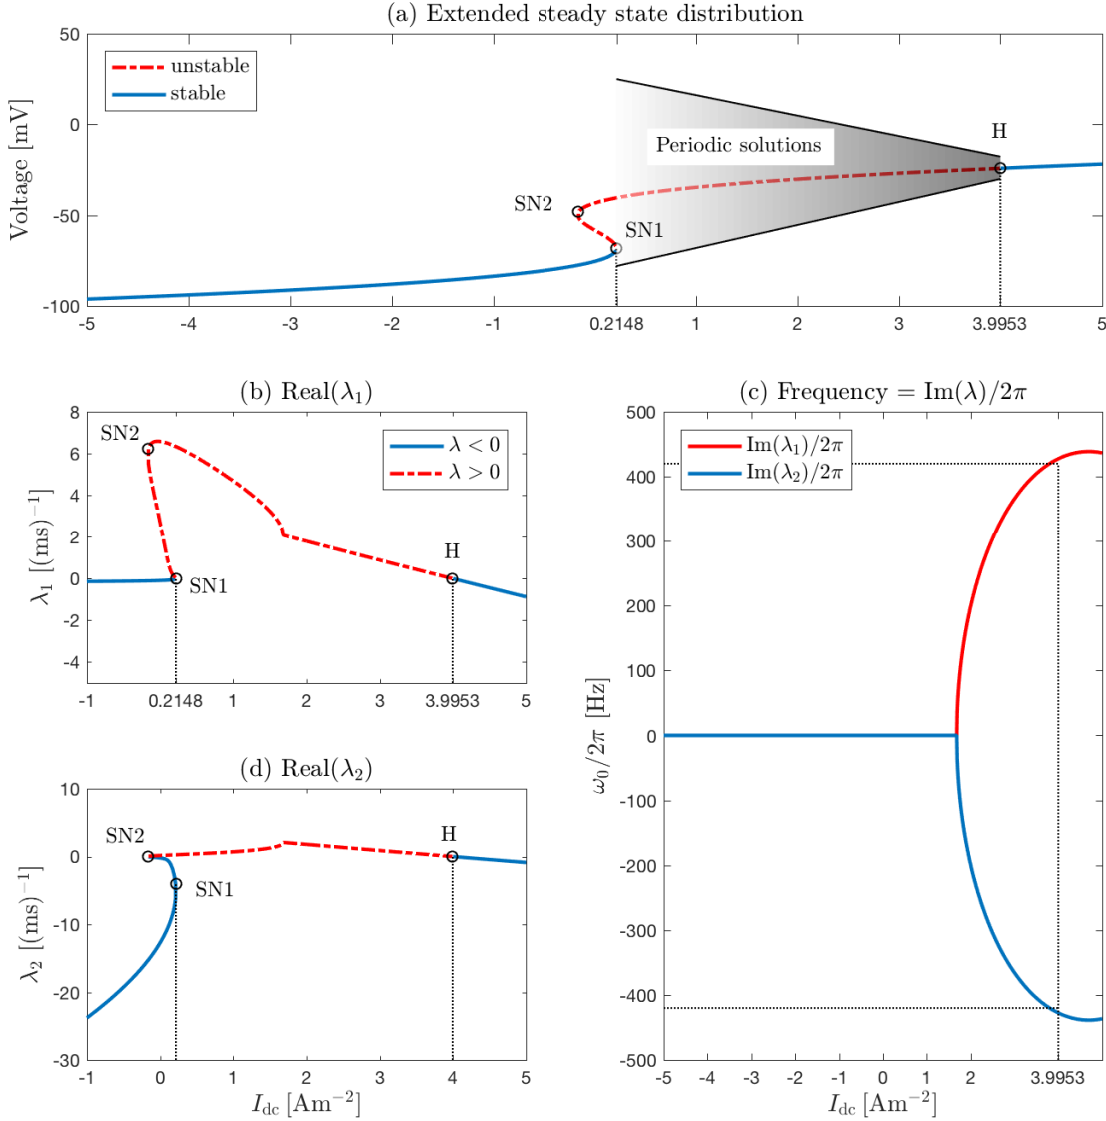 (a) Extended steady state distribution
50
0
-50
-100
Voltage [mV]
unstable
stable
Periodic solutions
H
SN2
SN1
-5 -4 -3 -2 -1 0.2148 1 2 3 3.9953 5
(b) Real(λ₁)
8
6
4
2
0
-2
-4
λ₁ [(ms)⁻¹
SN2
λ < 0
λ > 0
H
SN1
-1 0.2148 1 2 3 3.9953 5
(d) Real(λ₂)
10
0
-10
-20
-30
λ₂ [(ms)⁻¹
SN2
H
SN1
-1 0 1 2 3 4 5
I_dc [Am⁻²]
(c) Frequency = Im(λ)/2π
500
400
300
200
100
0
-100
-200
-300
-400
-500
ω₀/2π [Hz]
Im(λ₁)/2π
Im(λ₂)/2π
-5 -4 -3 -2 -1 0 1 2 3.9953
I_dc [Am⁻²]